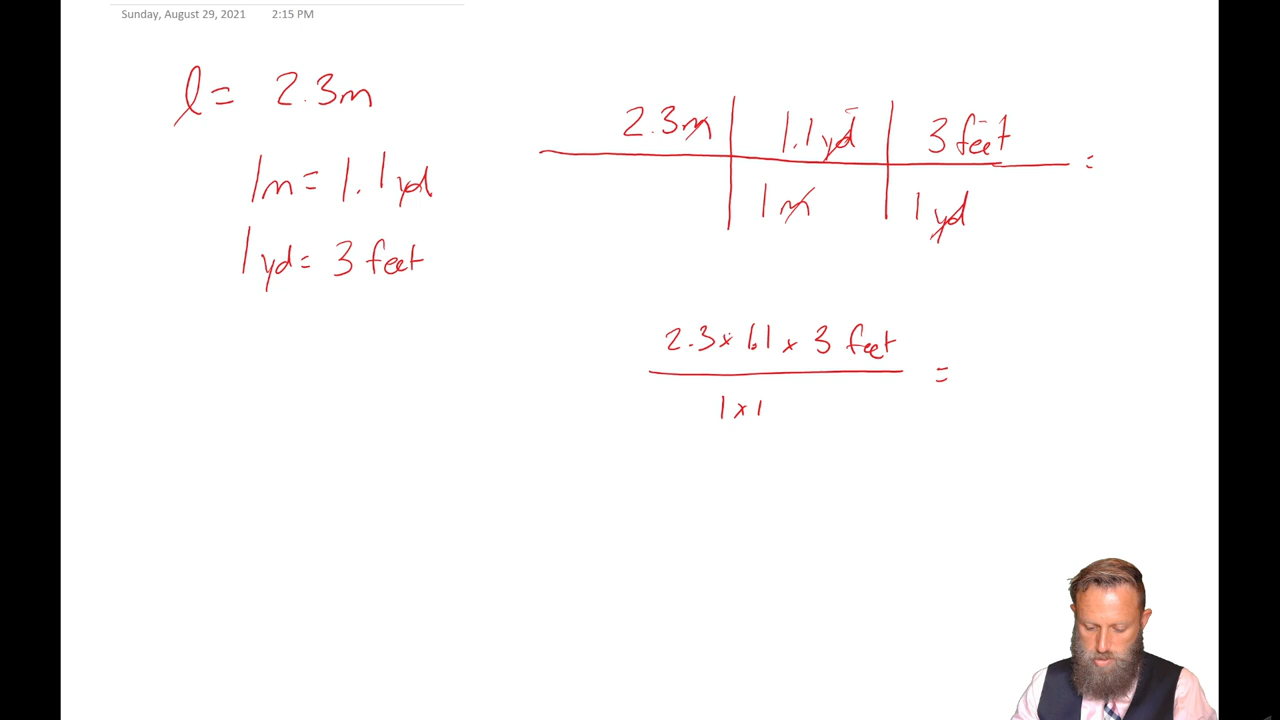 Sunday, August 29, 2021 2:15 PM
l = 2.3m
1m = 1.1yd
1yd = 3 feet
2.3m | 1.1yd | 3 feet =
1m | 1yd
2.3 x 1.1 x 3 feet =
1 x 1